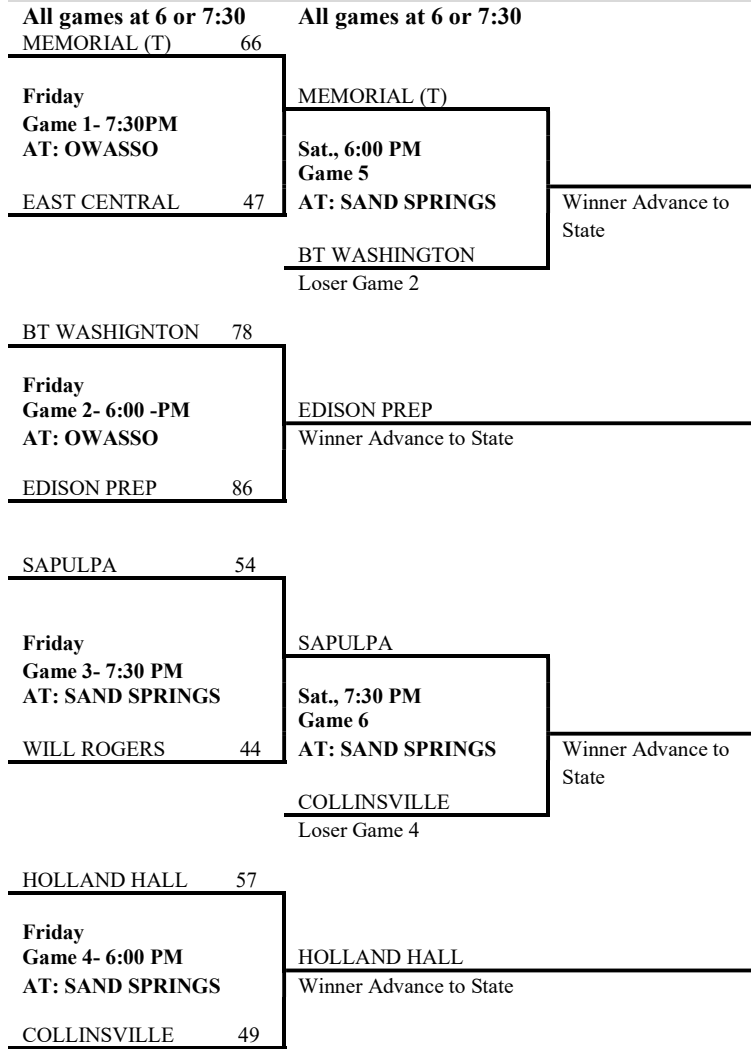 All games at 6 or 7:30 All games at 6 or 7:30
MEMORIAL (T) 66
Friday
Game 1- 7:30PM
AT: OWASSO
EAST CENTRAL 47
MEMORIAL (T)
Sat., 6:00 PM
Game 5
AT: SAND SPRINGS
BT WASHINGTON
Loser Game 2
Winner Advance to
State
BT WASHIGNTON 78
Friday
Game 2- 6:00 -PM
AT: OWASSO
EDISON PREP 86
EDISON PREP
Winner Advance to State
SAPULPA 54
Friday
Game 3- 7:30 PM
AT: SAND SPRINGS
WILL ROGERS 44
SAPULPA
Sat., 7:30 PM
Game 6
AT: SAND SPRINGS
COLLINSVILLE
Loser Game 4
Winner Advance to
State
HOLLAND HALL 57
Friday
Game 4- 6:00 PM
AT: SAND SPRINGS
COLLINSVILLE 49
HOLLAND HALL
Winner Advance to State